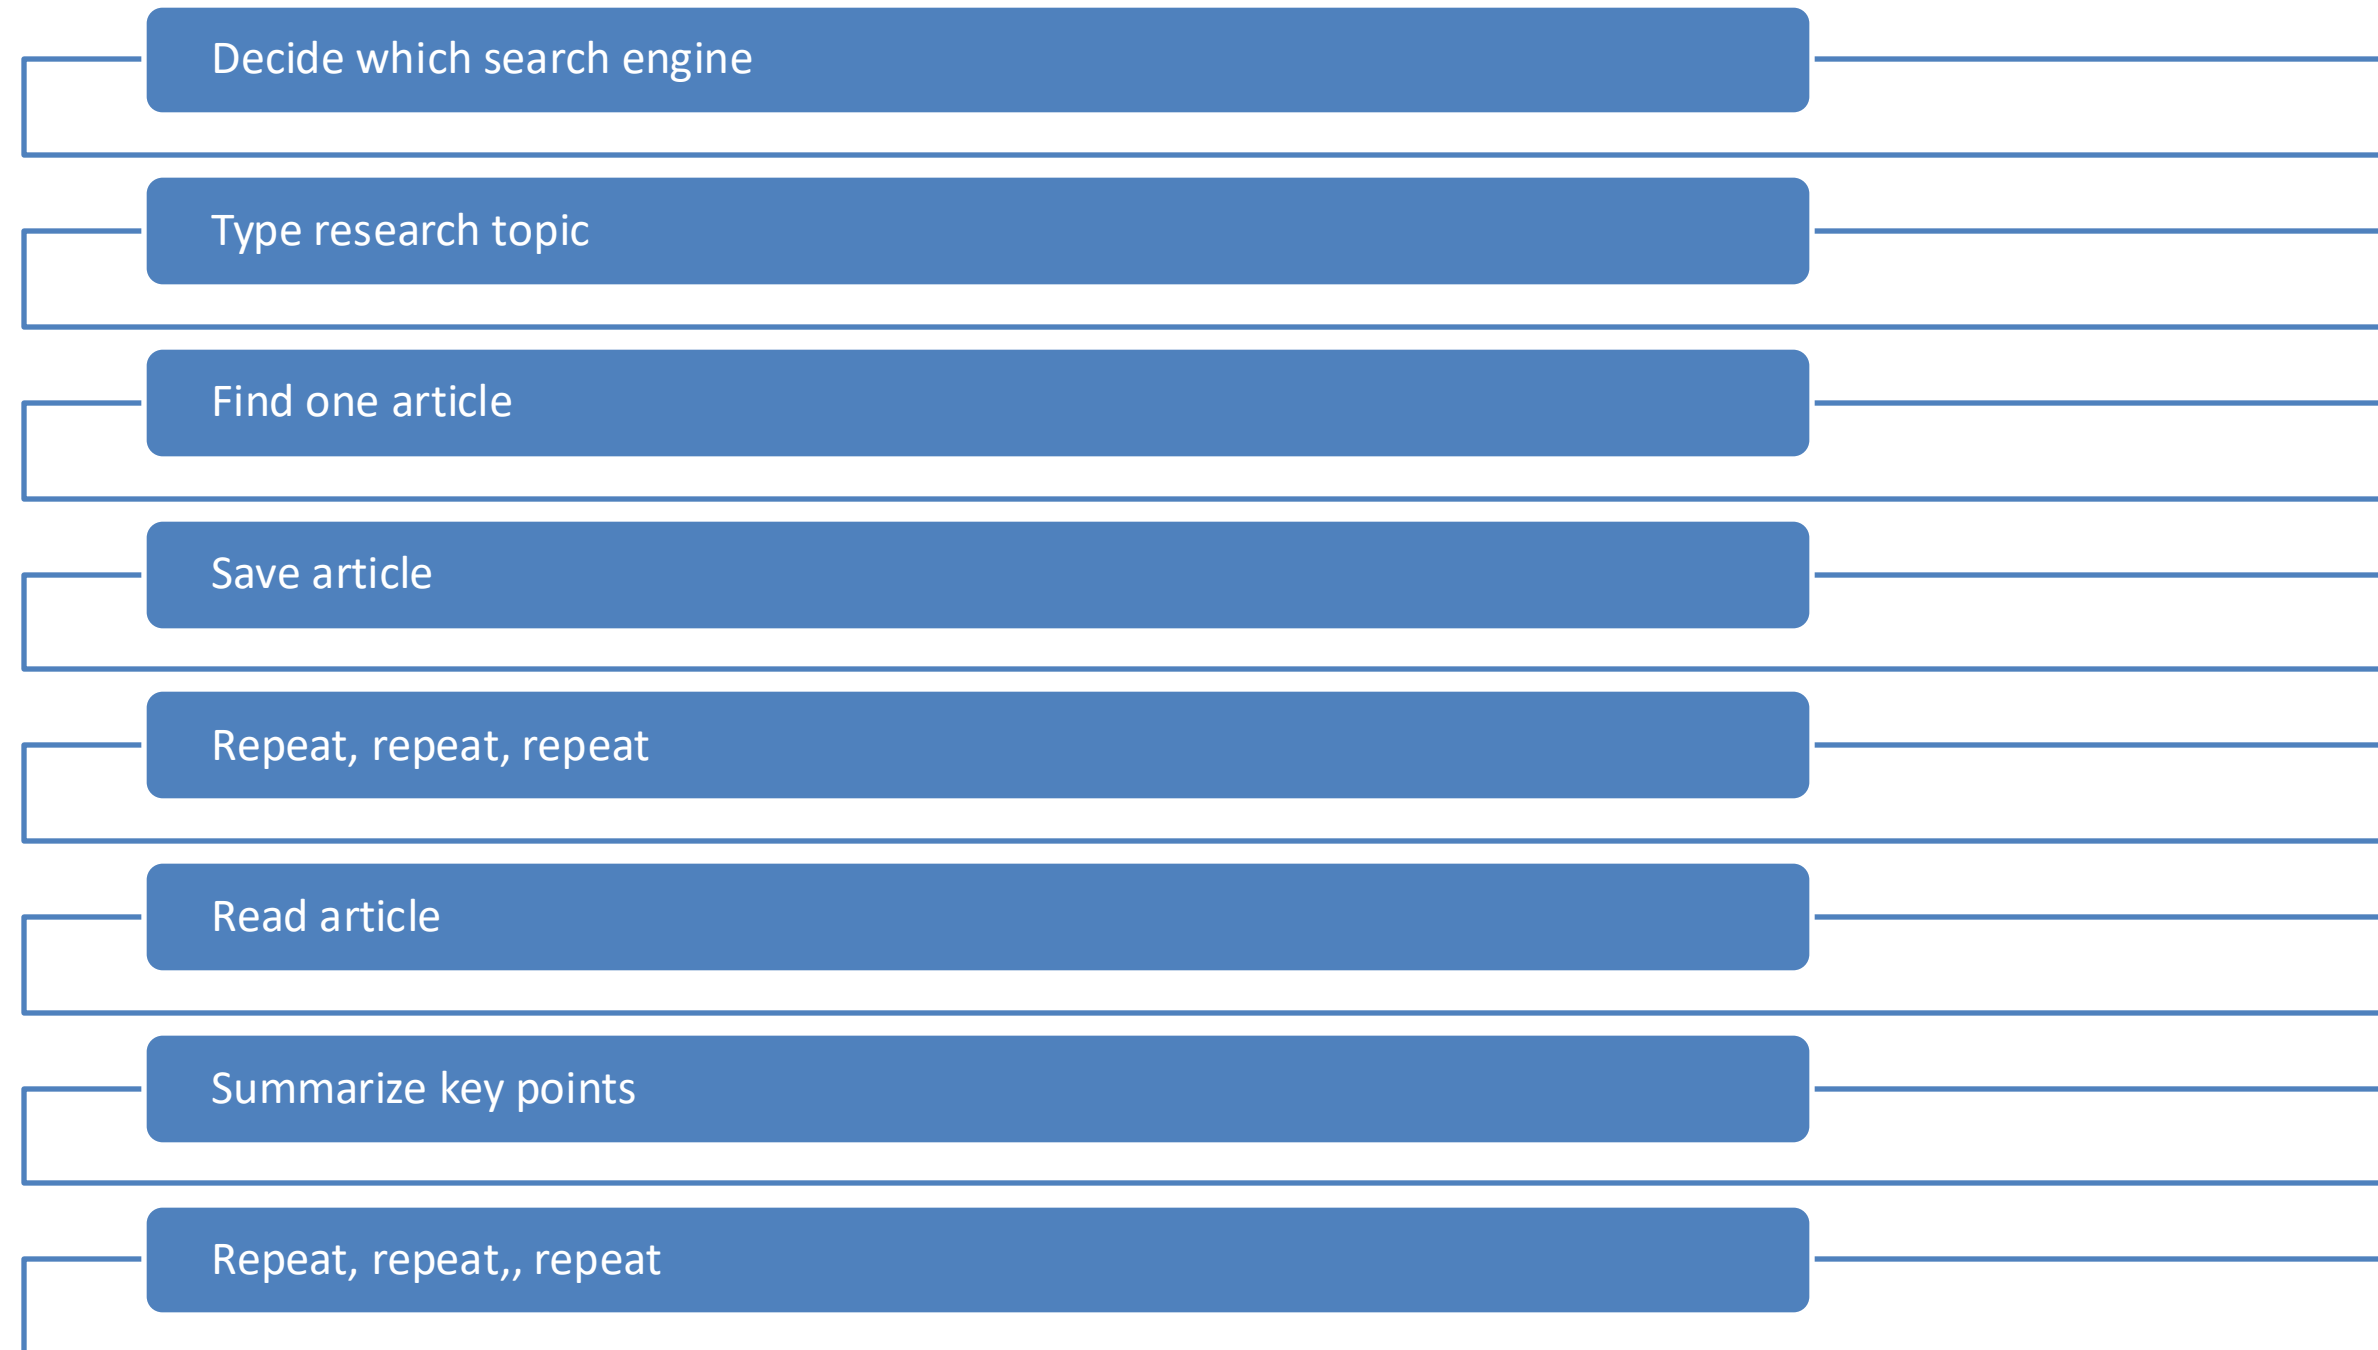 Decide which search engine
Type research topic
Find one article
Save article
Repeat, repeat, repeat
Read article
Summarize key points
Repeat, repeat,, repeat